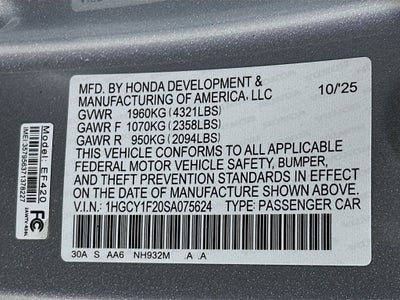 MFD. BY HONDA DEVELOPMENT &
MANUFACTURING OF AMERICA, LLC
10/'25
GVWR 1960KG(4321LBS)
GAWR F 1070KG(2358LBS)
GAWR R 950KG(2094LBS)
THIS VEHICLE CONFORMS TO ALL APPLICABLE
FEDERAL MOTOR VEHICLE SAFETY, BUMPER,
AND THEFT PREVENTION STANDARDS IN EFFECT
ON THE DATE OF MANUFACTURE SHOWN ABOVE.
V.I.N.: 1HGCY1F20SA075624 TYPE: PASSENGER CAR
30A S AA6 NH932M .A .A
Model: EF420
IMEI:357956371376227
FC